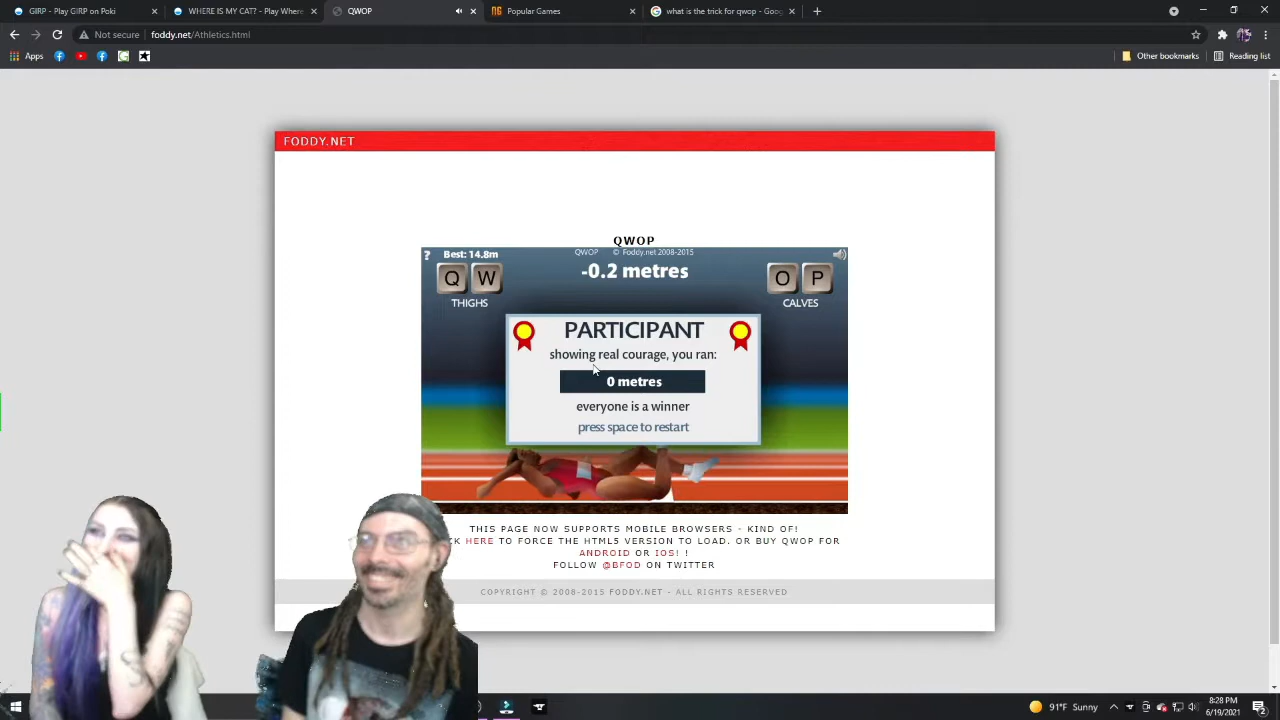 GIRP - Play GIRP on Poki
WHERE IS MY CAT? - Play Where
QWOP
Popular Games
what is the trick for qwop - Goog
Not secure | foddy.net/Athletics.html
Apps
Other bookmarks
Reading list
FODDY.NET
QWOP
? Best: 14.8m
QWOP © Foddy.net 2008-2015
-0.2 metres
Q W
O P
THIGHS
CALVES
PARTICIPANT
showing real courage, you ran:
0 metres
everyone is a winner
press space to restart
THIS PAGE NOW SUPPORTS MOBILE BROWSERS - KIND OF!
CK HERE TO FORCE THE HTML5 VERSION TO LOAD. OR BUY QWOP FOR
ANDROID OR IOS! !
FOLLOW @BFOD ON TWITTER
COPYRIGHT © 2008-2015 FODDY.NET - ALL RIGHTS RESERVED
91°F Sunny
8:28 PM
6/19/2021
2